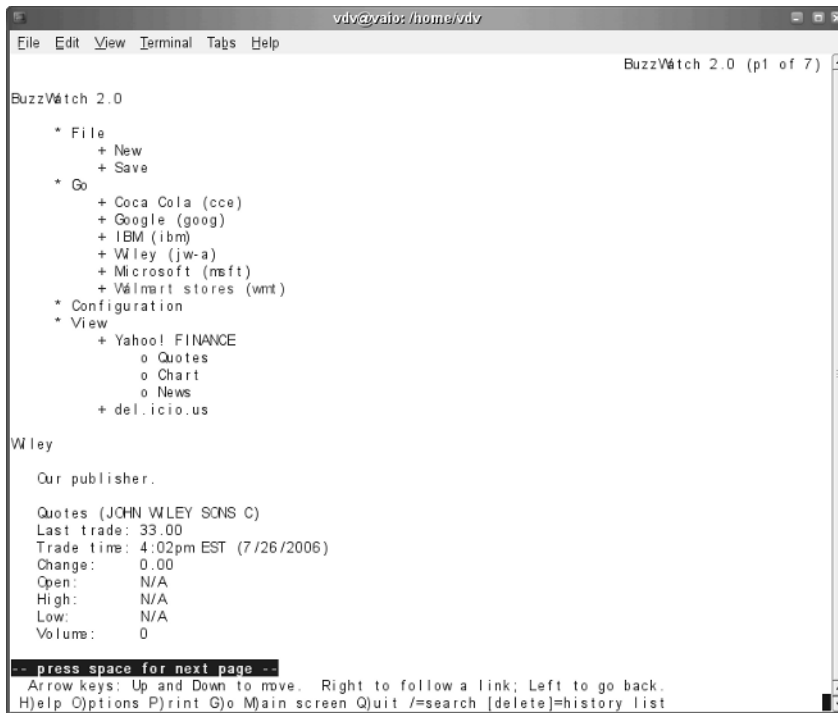 vdv@vaio: /home/vdv
File Edit View Terminal Tabs Help
BuzzWatch 2.0 (p1 of 7)
BuzzWatch 2.0
* File
+ New
+ Save
* Go
+ Coca Cola (cce)
+ Google (goog)
+ IBM (ibm)
+ Wiley (jw-a)
+ Microsoft (msft)
+ Walmart stores (wmt)
* Configuration
* View
+ Yahoo! FINANCE
o Quotes
o Chart
o News
+ del.icio.us
Wiley
Our publisher.
Quotes (JOHN WILEY SONS C)
Last trade: 33.00
Trade time: 4:02pm EST (7/26/2006)
Change: 0.00
Open: N/A
High: N/A
Low: N/A
Volume: 0
-- press space for next page --
Arrow keys: Up and Down to move. Right to follow a link; Left to go back.
H)elp O)ptions P)rint G)o M)ain screen Q)uit /=search [delete]=history list